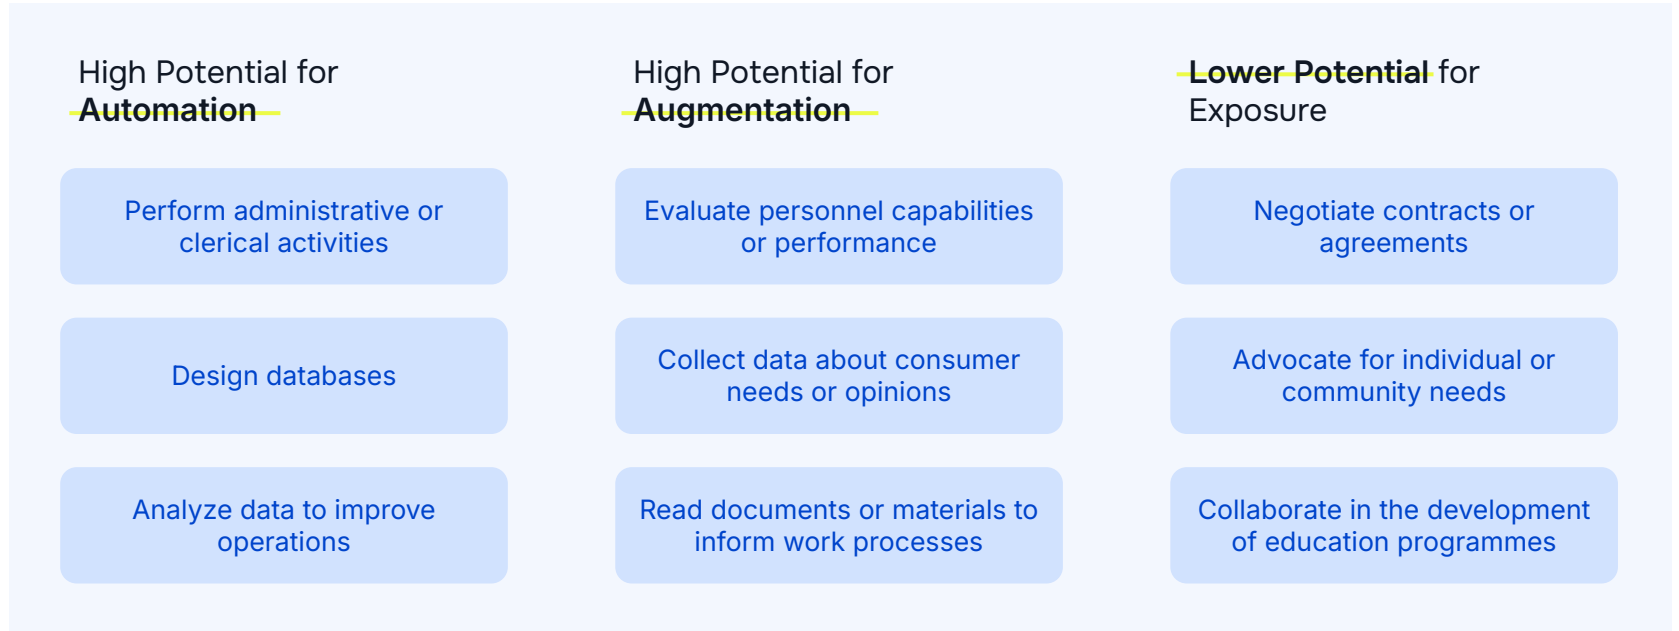 High Potential for
Automation
Perform administrative or
clerical activities
Design databases
Analyze data to improve
operations
High Potential for
Augmentation
Evaluate personnel capabilities
or performance
Collect data about consumer
needs or opinions
Read documents or materials to
inform work processes
Lower Potential for
Exposure
Negotiate contracts or
agreements
Advocate for individual or
community needs
Collaborate in the development
of education programmes